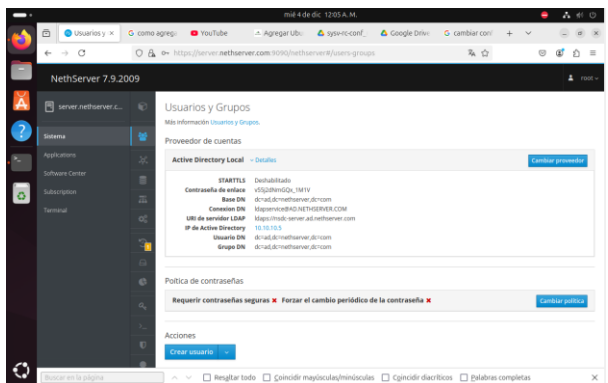 mié 4 de dic 12:05 A. M.
Usuarios y
G como agreg
YouTube
Agregar Ubu
sysv-rc-conf_
Google Drive
G cambiar con
https://server.nethserver.com:9090/nethserver#/users-groups
NethServer 7.9.2009
root
server.nethserver.c...
Sistema
Applications
Software Center
Subscription
Terminal
Usuarios y Grupos
Más información Usuarios y Grupos.
Proveedor de cuentas
Active Directory Local
Detalles
Cambiar proveedor
STARTTLS Deshabilitado
Contraseña de enlace
Base DN dc=ad,dc=nethserver,dc=com
Conexion DN ldapservice@AD.NETHSERVER.COM
URI de servidor LDAP ldaps://nsdc-server.ad.nethserver.com
IP de Active Directory 10.10.10.5
Usuario DN dc=ad,dc=nethserver,dc=com
Grupo DN dc=ad,dc=nethserver,dc=com
Política de contraseñas
Requerir contraseñas seguras ✖ Forzar el cambio periódico de la contraseña ✖
Cambiar política
Acciones
Crear usuario
Buscar en la página
Resaltar todo
Coincidir mayúsculas/minúsculas
Coincidir diacríticos
Palabras completas